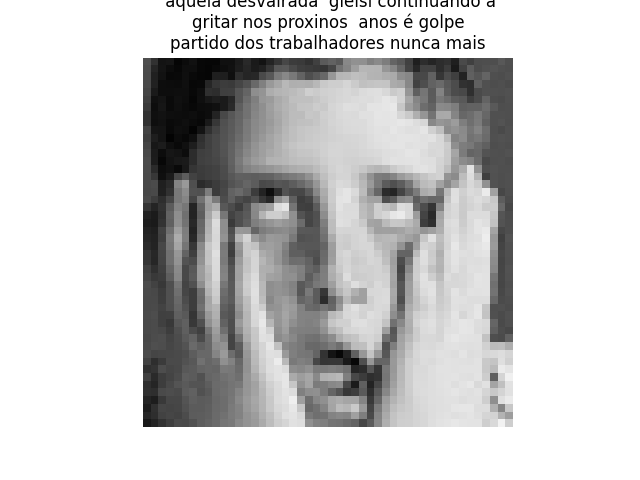 aquela desvairada  gleisi continuando a
gritar nos proxinos  anos é golpe
partido dos trabalhadores nunca mais